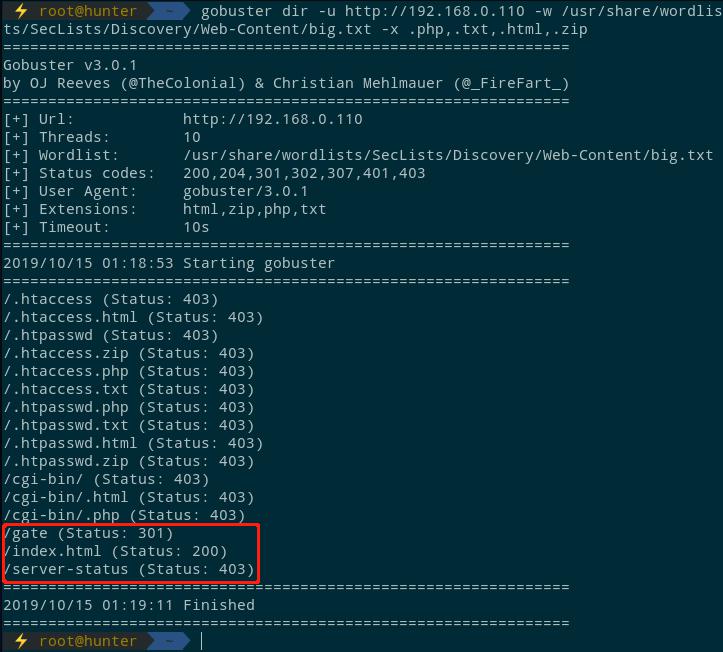 ⚡ root@hunter ~ gobuster dir -u http://192.168.0.110 -w /usr/share/wordlis
ts/SecLists/Discovery/Web-Content/big.txt -x .php,.txt,.html,.zip
===============================================================
Gobuster v3.0.1
by OJ Reeves (@TheColonial) & Christian Mehlmauer (@_FireFart_)
===============================================================
[+] Url:            http://192.168.0.110
[+] Threads:        10
[+] Wordlist:       /usr/share/wordlists/SecLists/Discovery/Web-Content/big.txt
[+] Status codes:   200,204,301,302,307,401,403
[+] User Agent:     gobuster/3.0.1
[+] Extensions:     html,zip,php,txt
[+] Timeout:        10s
===============================================================
2019/10/15 01:18:53 Starting gobuster
===============================================================
/.htaccess (Status: 403)
/.htaccess.html (Status: 403)
/.htpasswd (Status: 403)
/.htaccess.zip (Status: 403)
/.htaccess.php (Status: 403)
/.htaccess.txt (Status: 403)
/.htpasswd.php (Status: 403)
/.htpasswd.txt (Status: 403)
/.htpasswd.html (Status: 403)
/.htpasswd.zip (Status: 403)
/cgi-bin/ (Status: 403)
/cgi-bin/.html (Status: 403)
/cgi-bin/.php (Status: 403)
/gate (Status: 301)
/index.html (Status: 200)
/server-status (Status: 403)
===============================================================
2019/10/15 01:19:11 Finished
===============================================================
⚡ root@hunter ~